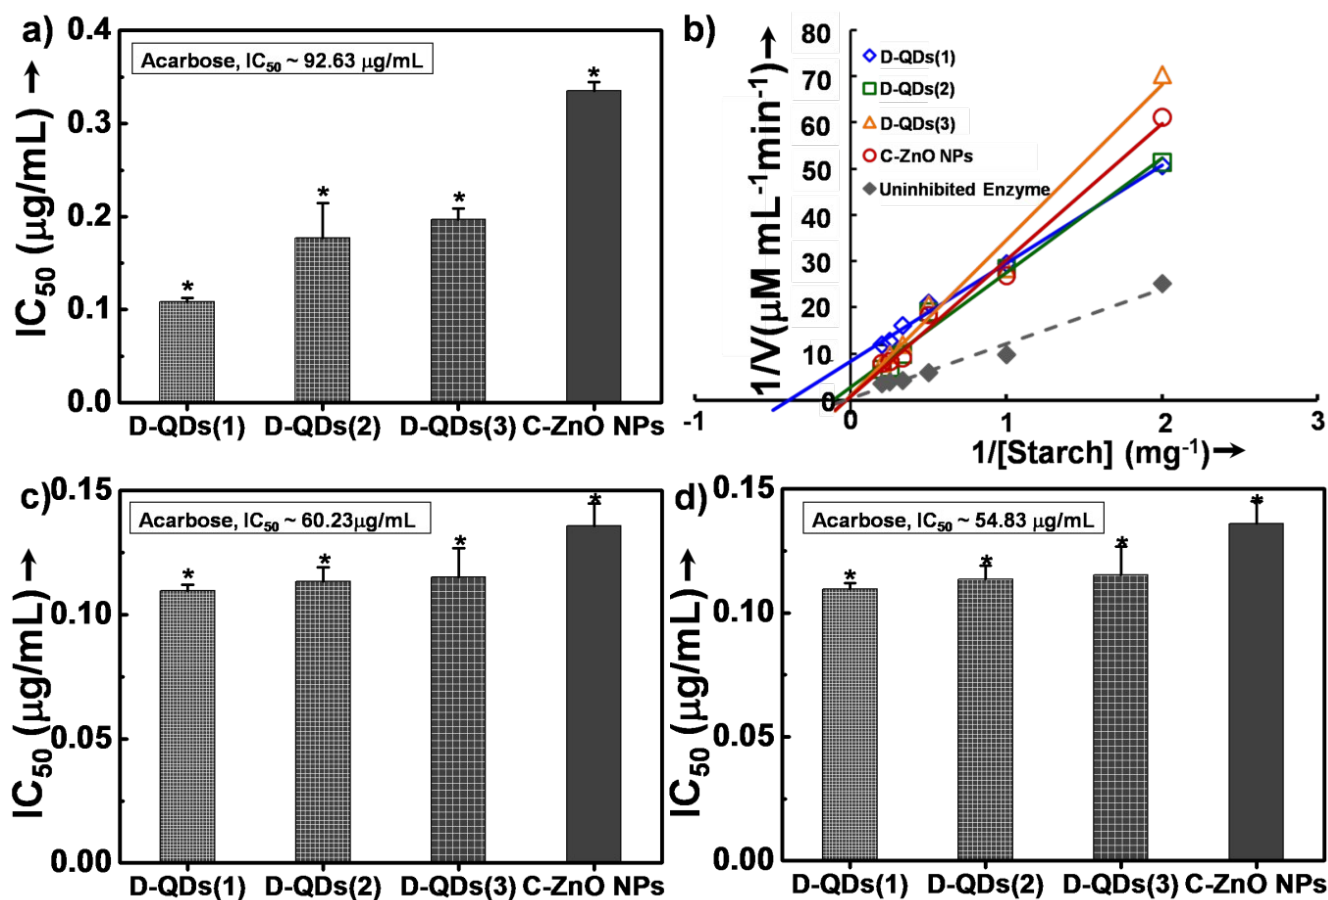 a)
IC50 (μg/mL) →
0.4
0.3
0.2
0.1
0.0
Acarbose, IC50 ~ 92.63 μg/mL
*
*
*
*
D-QDs(1)
D-QDs(2)
D-QDs(3)
C-ZnO NPs
b)
1/V(μM mL-1min-1)→
80
70
60
50
40
30
20
10
0
D-QDs(1)
D-QDs(2)
D-QDs(3)
C-ZnO NPs
Uninhibited Enzyme
-1
0
1
2
3
1/[Starch] (mg-1)→
c)
IC50 (μg/mL) →
0.15
0.10
0.05
0.00
Acarbose, IC50 ~ 60.23μg/mL
*
*
*
*
D-QDs(1)
D-QDs(2)
D-QDs(3)
C-ZnO NPs
d)
IC50 (μg/mL) →
0.15
0.10
0.05
0.00
Acarbose, IC50 ~ 54.83 μg/mL
*
*
*
*
D-QDs(1)
D-QDs(2)
D-QDs(3)
C-ZnO NPs